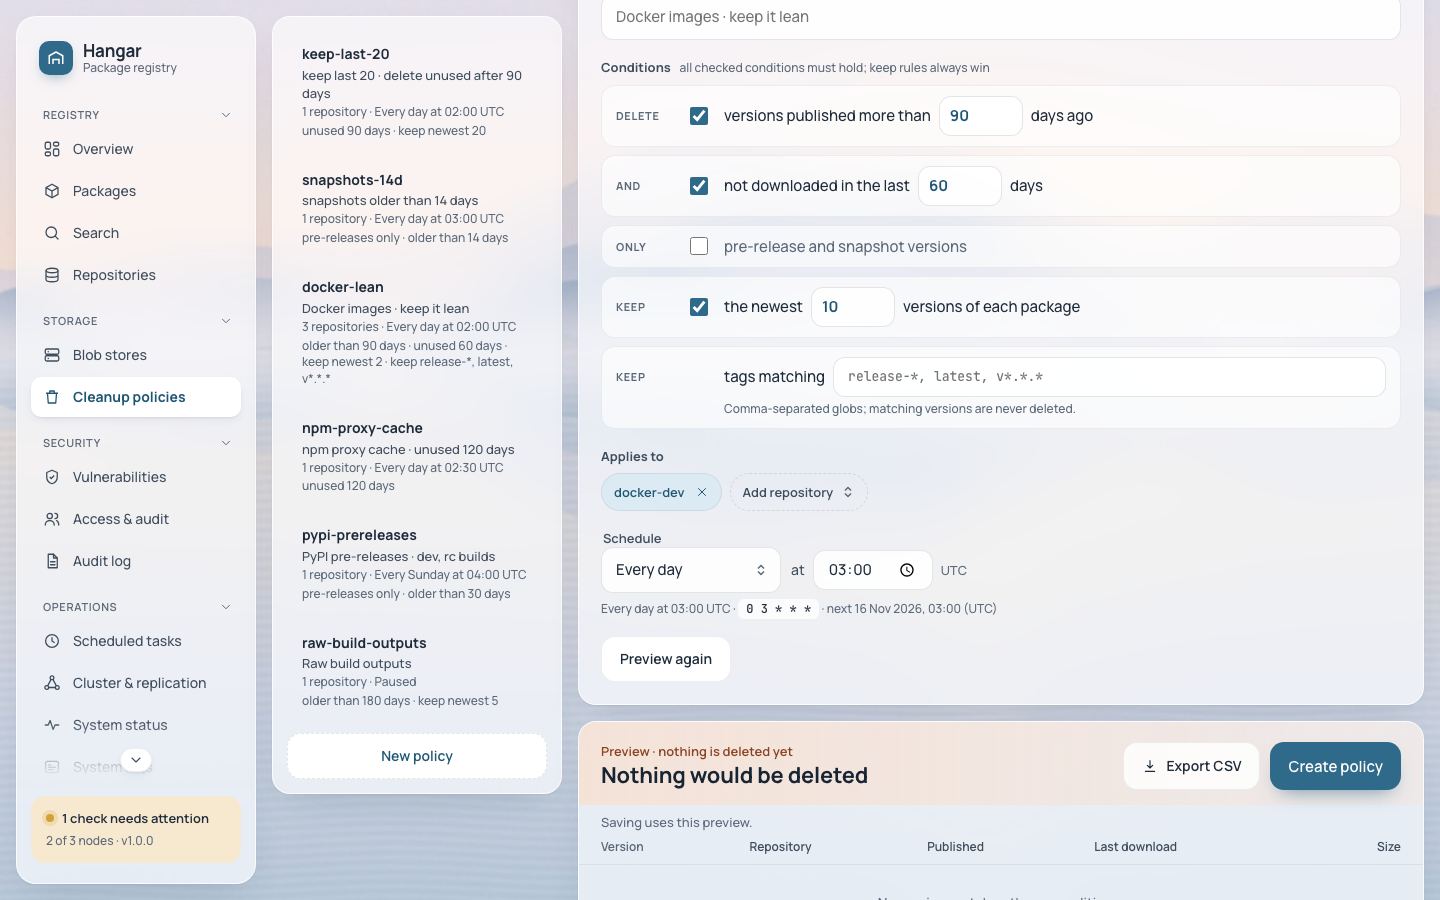 Hangar
Package registry
REGISTRY
Overview
Packages
Search
Repositories
STORAGE
Blob stores
Cleanup policies
SECURITY
Vulnerabilities
Access & audit
Audit log
OPERATIONS
Scheduled tasks
Cluster & replication
System status
1 check needs attention
2 of 3 nodes · v1.0.0
keep-last-20
keep last 20 · delete unused after 90
days
1 repository · Every day at 02:00 UTC
unused 90 days · keep newest 20
snapshots-14d
snapshots older than 14 days
1 repository · Every day at 03:00 UTC
pre-releases only · older than 14 days
docker-lean
Docker images · keep it lean
3 repositories · Every day at 02:00 UTC
older than 90 days · unused 60 days ·
keep newest 2 · keep release-*, latest,
v*.*.*
npm-proxy-cache
npm proxy cache · unused 120 days
1 repository · Every day at 02:30 UTC
unused 120 days
pypi-prereleases
PyPI pre-releases · dev, rc builds
1 repository · Every Sunday at 04:00 UTC
pre-releases only · older than 30 days
raw-build-outputs
Raw build outputs
1 repository · Paused
older than 180 days · keep newest 5
New policy
Docker images · keep it lean
Conditions all checked conditions must hold; keep rules always win
DELETE versions published more than 90 days ago
AND not downloaded in the last 60 days
ONLY pre-release and snapshot versions
KEEP the newest 10 versions of each package
KEEP tags matching release-*, latest, v*.*.*
Comma-separated globs; matching versions are never deleted.
Applies to
docker-dev Add repository
Schedule
Every day at 03:00 UTC
Every day at 03:00 UTC · 0 3 * * * · next 16 Nov 2026, 03:00 (UTC)
Preview again
Preview · nothing is deleted yet
Nothing would be deleted
Export CSV
Create policy
Saving uses this preview.
Version Repository Published Last download Size